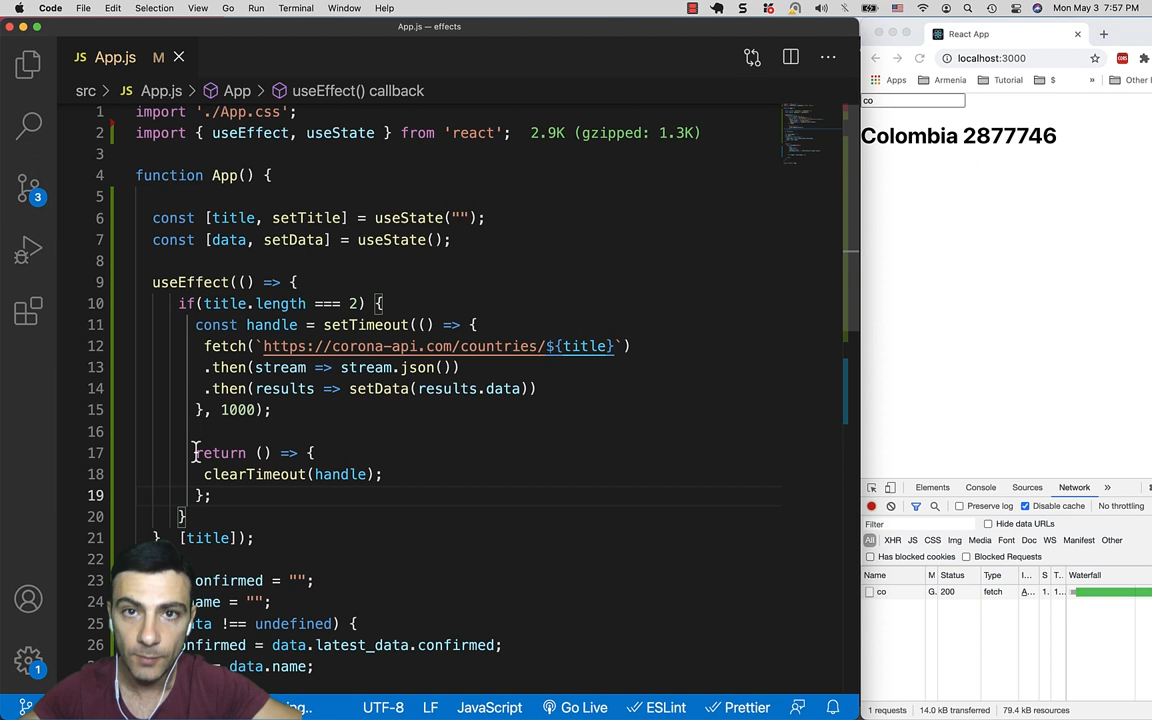 Code File Edit Selection View Go Run Terminal Window Help Mon May 3 7:57 PM
App.js — effects
JS App.js M
src > JS App.js > App > useEffect() callback
1 import './App.css';
2 import { useEffect, useState } from 'react'; 2.9K (gzipped: 1.3K)
3
4 function App() {
5
6 const [title, setTitle] = useState("");
7 const [data, setData] = useState();
8
9 useEffect(() => {
10 if(title.length === 2) {
11 const handle = setTimeout(() => {
12 fetch(`https://corona-api.com/countries/${title}`)
13 .then(stream => stream.json())
14 .then(results => setData(results.data))
15 }, 1000);
16
17 return () => {
18 clearTimeout(handle);
19 };
20 }
21 }, [title]);
22
23 onfirmed = "";
24 ame = "";
25 ta !== undefined) {
26 onfirmed = data.latest_data.confirmed;
= data.name;
3
1
ng.. UTF-8 LF JavaScript Go Live ESLint Prettier
React App
localhost:3000
CORS
Apps Armenia Tutorial $ » Other
co
Colombia 2877746
Elements Console Sources Network »
Preserve log Disable cache No throttling
Filter Hide data URLs
All XHR JS CSS Img Media Font Doc WS Manifest Other
Has blocked cookies Blocked Requests
Name M Status Type I... S T.. Waterfall
co G. 200 fetch A... 1. 1...
1 requests 14.0 kB transferred 79.4 kB resources